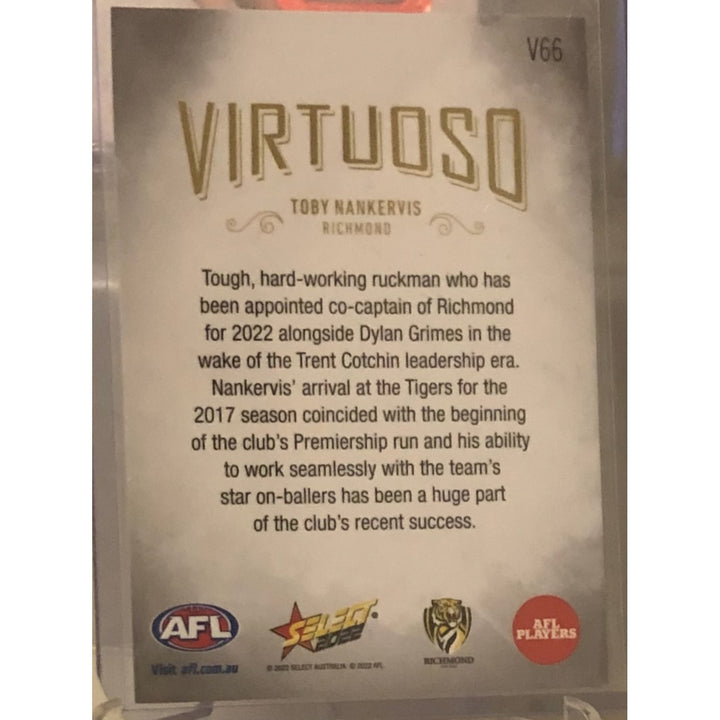 V66
VIRTUOSO
TOBY NANKERVIS
RICHMOND
Tough, hard-working ruckman who has
been appointed co-captain of Richmond
for 2022 alongside Dylan Grimes in the
wake of the Trent Cotchin leadership era.
Nankervis' arrival at the Tigers for the
2017 season coincided with the beginning
of the club's Premiership run and his ability
to work seamlessly with the team's
star on-ballers has been a huge part
of the club's recent success.
AFL
Visit afl.com.au
SELECT
2022
© 2022 SELECT AUSTRALIA © 2022 AFL
RICHMOND
AFL
PLAYERS